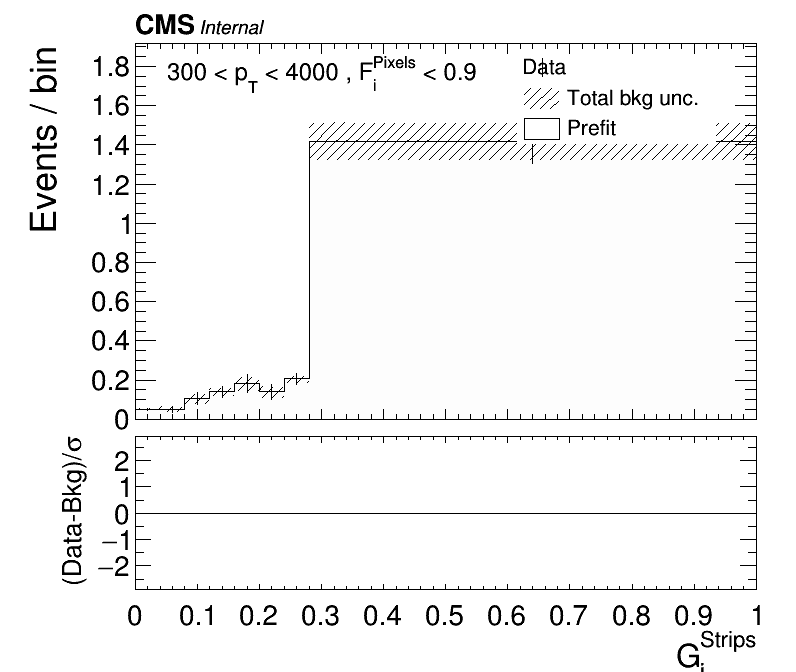 CMS Internal
300 < p_T < 4000 , F_i^Pixels < 0.9
Data
Total bkg unc.
Prefit
Events / bin
1.8
1.6
1.4
1.2
1
0.8
0.6
0.4
0.2
0
(Data-Bkg)/σ
2
1
0
−1
−2
0 0.1 0.2 0.3 0.4 0.5 0.6 0.7 0.8 0.9 1
G_i^Strips